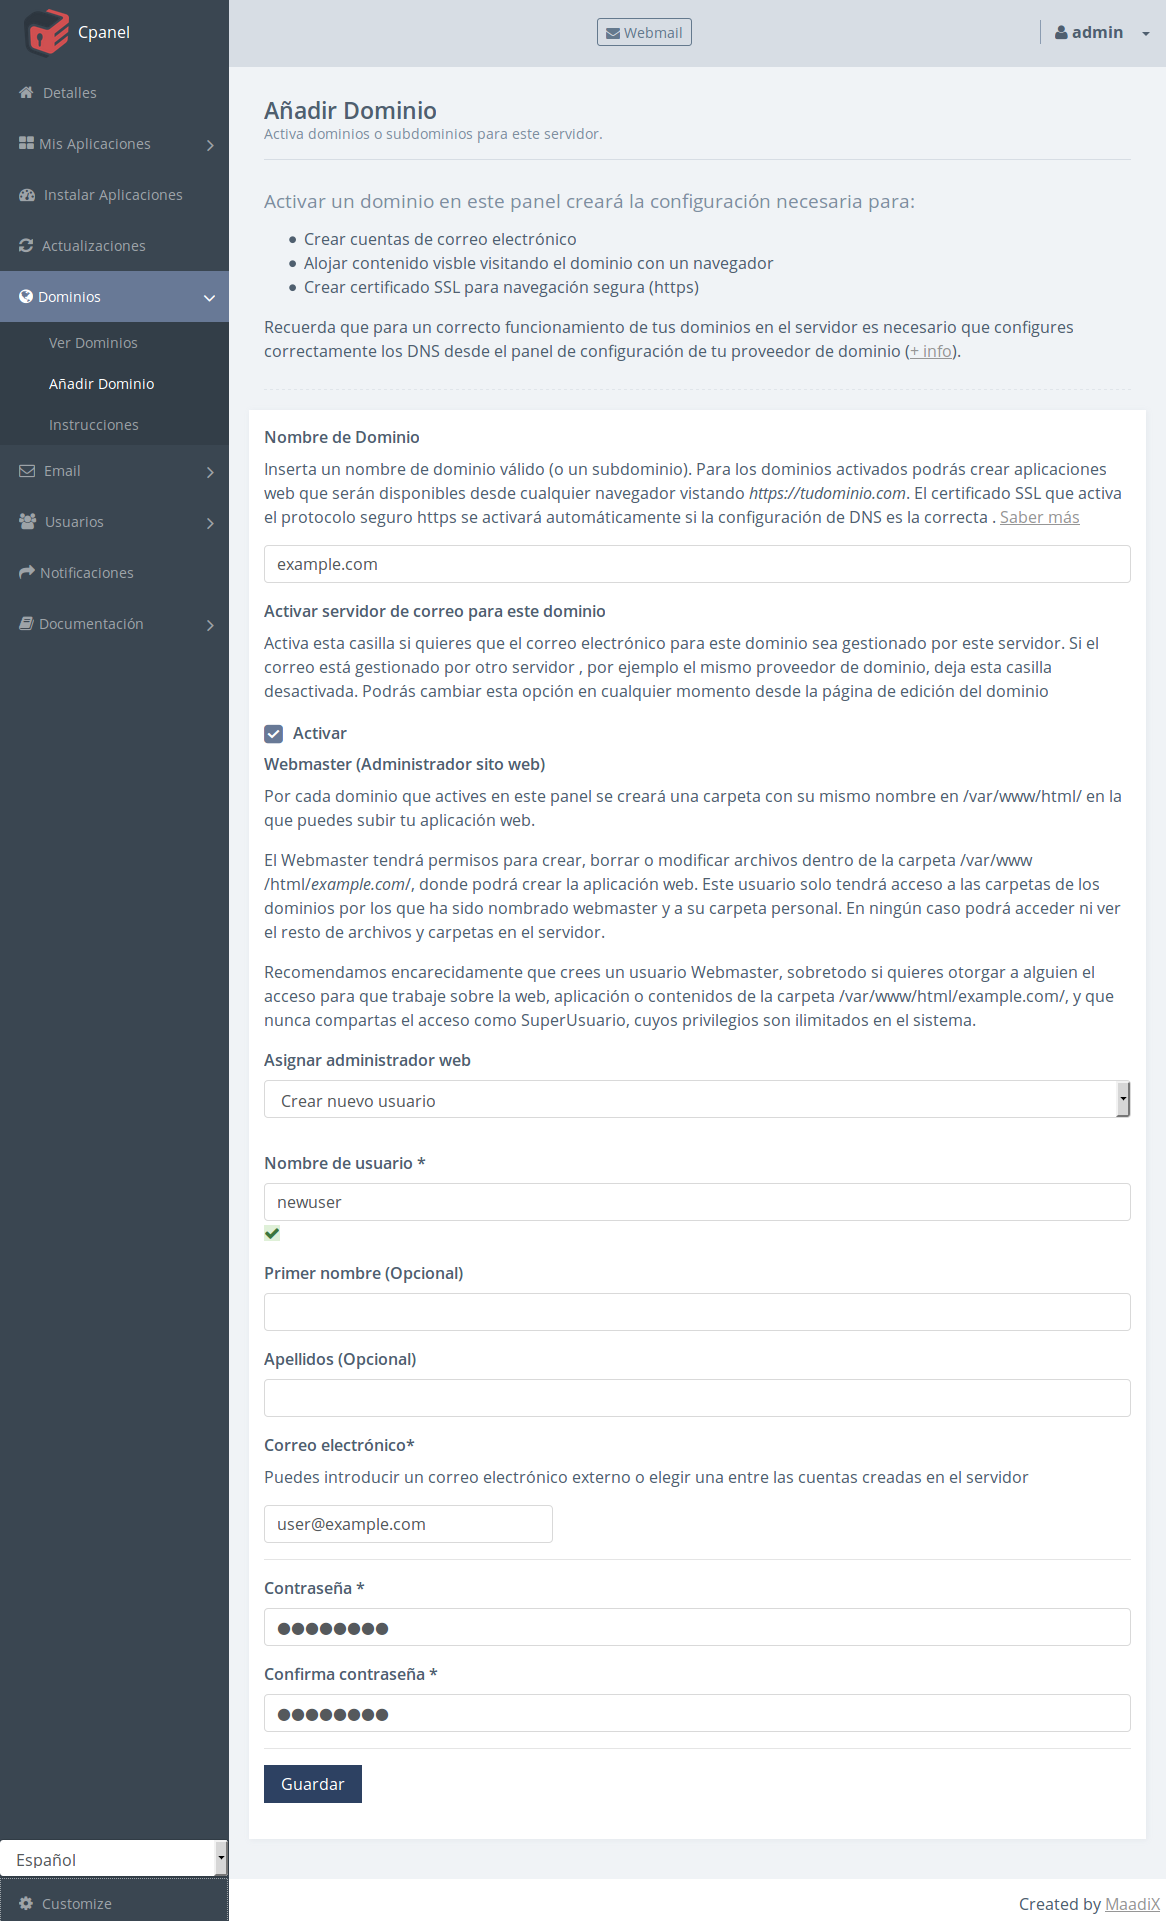 Cpanel
Webmail
admin
Detalles
Mis Aplicaciones
Instalar Aplicaciones
Actualizaciones
Dominios
Ver Dominios
Añadir Dominio
Instrucciones
Email
Usuarios
Notificaciones
Documentación
Añadir Dominio
Activa dominios o subdominios para este servidor.
Activar un dominio en este panel creará la configuración necesaria para:
Crear cuentas de correo electrónico
Alojar contenido visble visitando el dominio con un navegador
Crear certificado SSL para navegación segura (https)
Recuerda que para un correcto funcionamiento de tus dominios en el servidor es necesario que configures
correctamente los DNS desde el panel de configuración de tu proveedor de dominio (+ info).
Nombre de Dominio
Inserta un nombre de dominio válido (o un subdominio). Para los dominios activados podrás crear aplicaciones
web que serán disponibles desde cualquier navegador vistando https://tudominio.com. El certificado SSL que activa
el protocolo seguro https se activará automáticamente si la configuración de DNS es la correcta . Saber más
example.com
Activar servidor de correo para este dominio
Activa esta casilla si quieres que el correo electrónico para este dominio sea gestionado por este servidor. Si el
correo está gestionado por otro servidor , por ejemplo el mismo proveedor de dominio, deja esta casilla
desactivada. Podrás cambiar esta opción en cualquier momento desde la página de edición del dominio
Activar
Webmaster (Administrador sito web)
Por cada dominio que actives en este panel se creará una carpeta con su mismo nombre en /var/www/html/ en la
que puedes subir tu aplicación web.
El Webmaster tendrá permisos para crear, borrar o modificar archivos dentro de la carpeta /var/www
/html/example.com/, donde podrá crear la aplicación web. Este usuario solo tendrá acceso a las carpetas de los
dominios por los que ha sido nombrado webmaster y a su carpeta personal. En ningún caso podrá acceder ni ver
el resto de archivos y carpetas en el servidor.
Recomendamos encarecidamente que crees un usuario Webmaster, sobretodo si quieres otorgar a alguien el
acceso para que trabaje sobre la web, aplicación o contenidos de la carpeta /var/www/html/example.com/, y que
nunca compartas el acceso como SuperUsuario, cuyos privilegios son ilimitados en el sistema.
Asignar administrador web
Crear nuevo usuario
Nombre de usuario *
newuser
Primer nombre (Opcional)
Apellidos (Opcional)
Correo electrónico*
Puedes introducir un correo electrónico externo o elegir una entre las cuentas creadas en el servidor
user@example.com
Contraseña *
●●●●●●●●
Confirma contraseña *
●●●●●●●●
Guardar
Español
Customize
Created by MaadiX